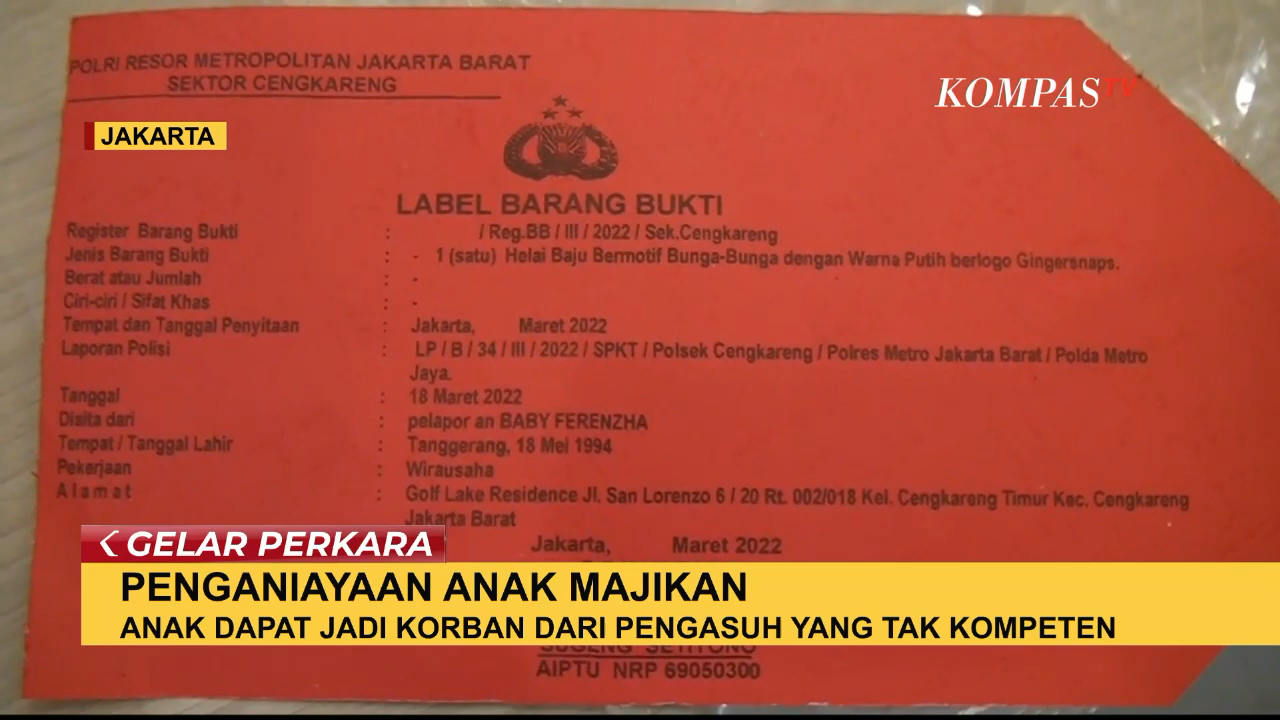 POLRI RESOR METROPOLITAN JAKARTA BARAT
SEKTOR CENGKARENG
KOMPASTV
JAKARTA
LABEL BARANG BUKTI
Register Barang Bukti : / Reg.BB / III / 2022 / Sek.Cengkareng
Jenis Barang Bukti : - 1 (satu) Helai Baju Bermotif Bunga-Bunga dengan Warna Putih berlogo Gingersnaps.
Berat atau Jumlah : -
Ciri-ciri / Sifat Khas : -
Tempat dan Tanggal Penyitaan : Jakarta, Maret 2022
Laporan Polisi : LP / B / 34 / III / 2022 / SPKT / Polsek Cengkareng / Polres Metro Jakarta Barat / Polda Metro
Jaya.
Tanggal : 18 Maret 2022
Disita dari : pelapor an BABY FERENZHA
Tempat / Tanggal Lahir : Tanggerang, 18 Mei 1994
Pekerjaan : Wirausaha
Alamat : Golf Lake Residence Jl. San Lorenzo 6 / 20 Rt. 002/018 Kel. Cengkareng Timur Kec. Cengkareng
Jakarta Barat
Jakarta, Maret 2022
GELAR PERKARA
PENGANIAYAAN ANAK MAJIKAN
ANAK DAPAT JADI KORBAN DARI PENGASUH YANG TAK KOMPETEN
AIPTU NRP 69050300